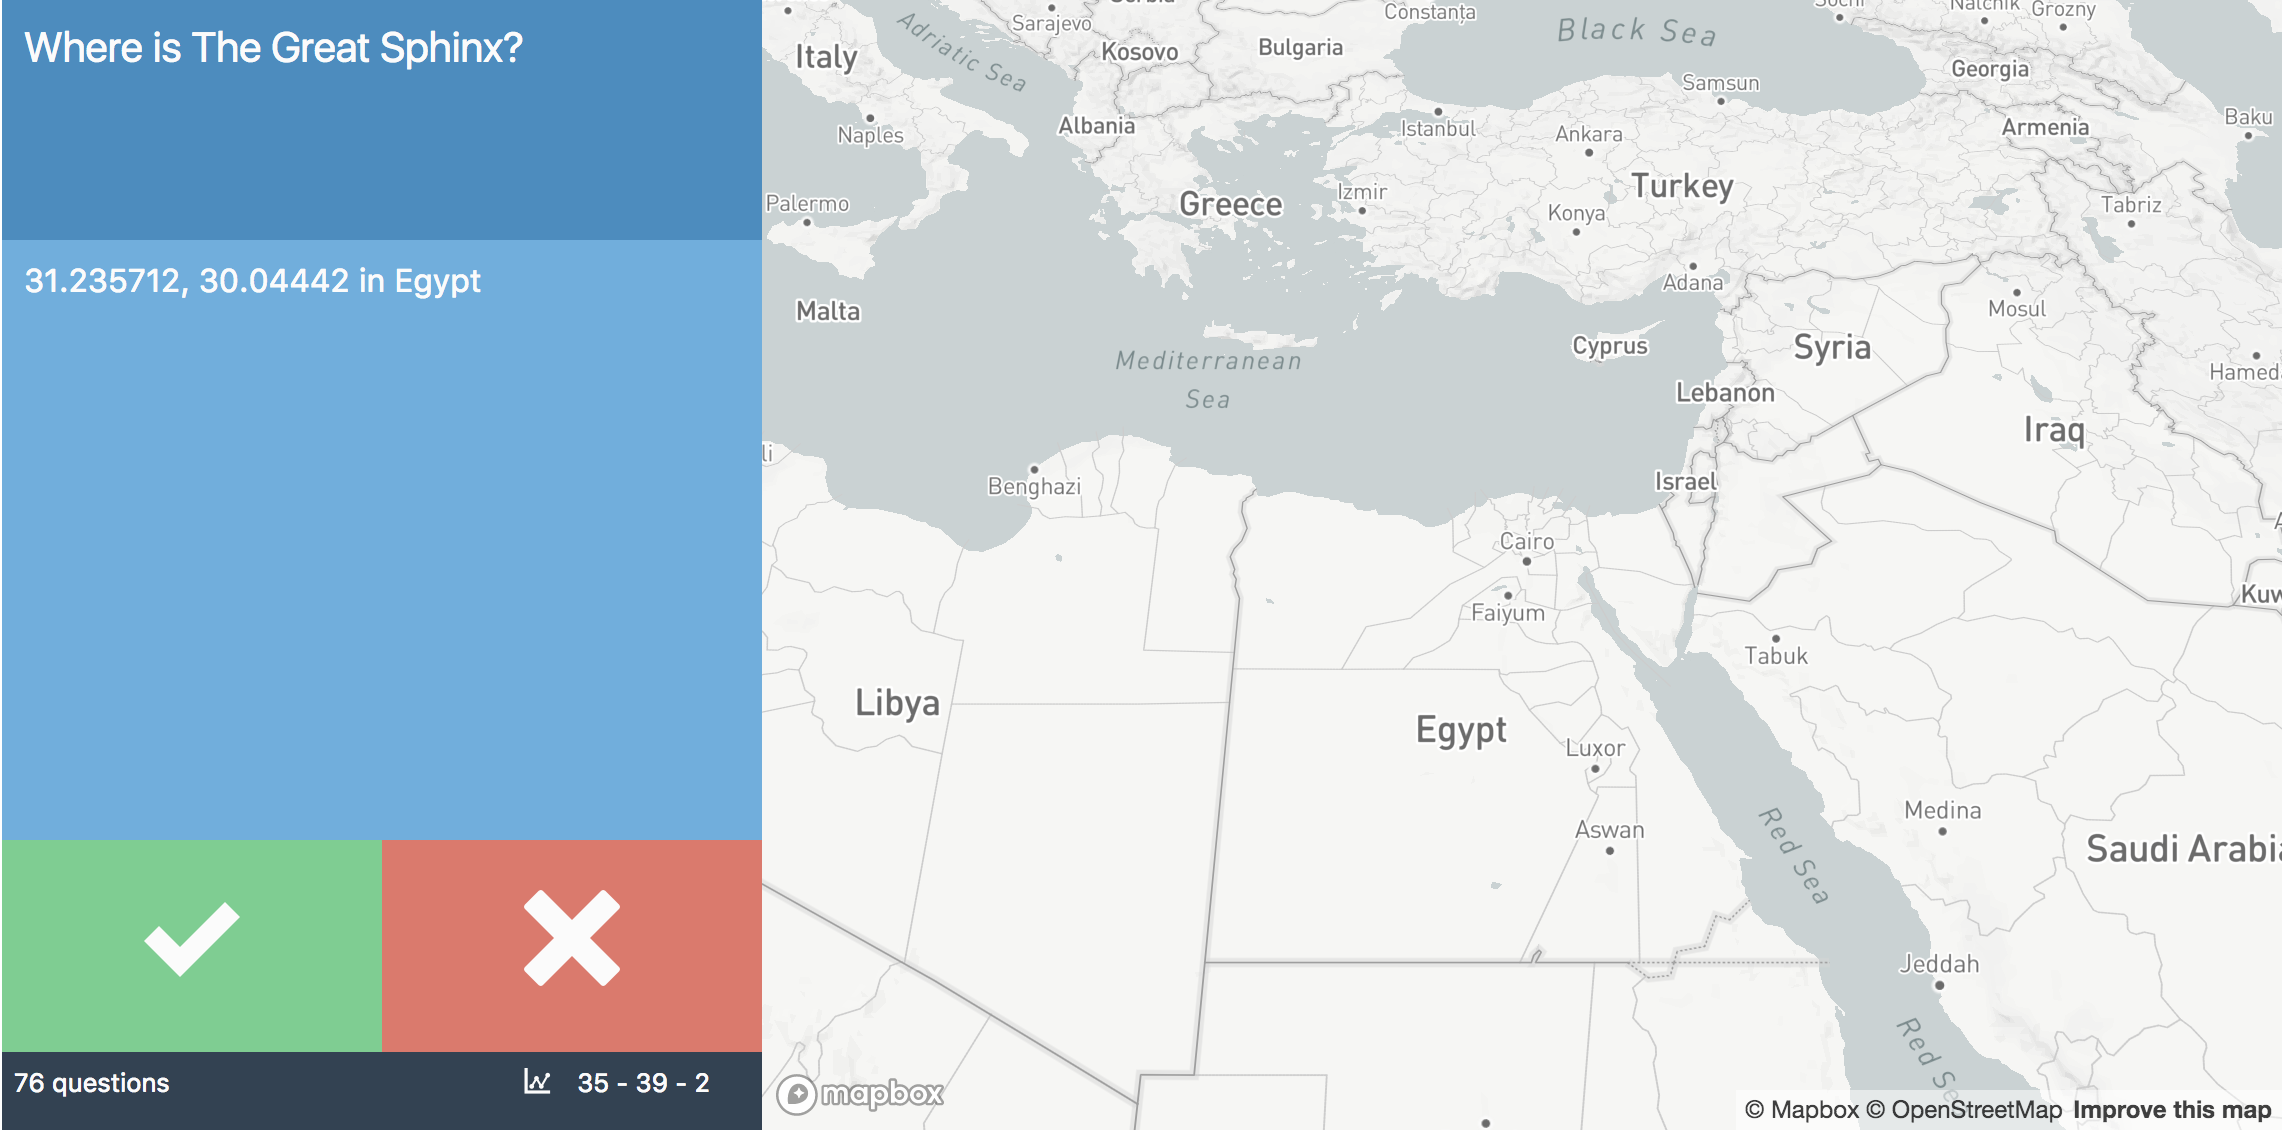 Where is The Great Sphinx?
31.235712, 30.04442 in Egypt
76 questions
35 - 39 - 2
Sarajevo
Constanța
Black Sea
Nalchik
Grozny
Italy
Adriatic Sea
Kosovo
Bulgaria
Georgia
Samsun
Naples
Albania
Istanbul
Ankara
Armenia
Baku
Palermo
Greece
Izmir
Konya
Turkey
Tabriz
Adana
Malta
Mosul
Cyprus
Syria
Mediterranean
Sea
Lebanon
Hamed
Iraq
li
Benghazi
Israel
Cairo
Faiyum
Kuw
Tabuk
Libya
Egypt
Luxor
Aswan
Red Sea
Medina
Saudi Arabia
Jeddah
Red Se
mapbox
© Mapbox © OpenStreetMap Improve this map